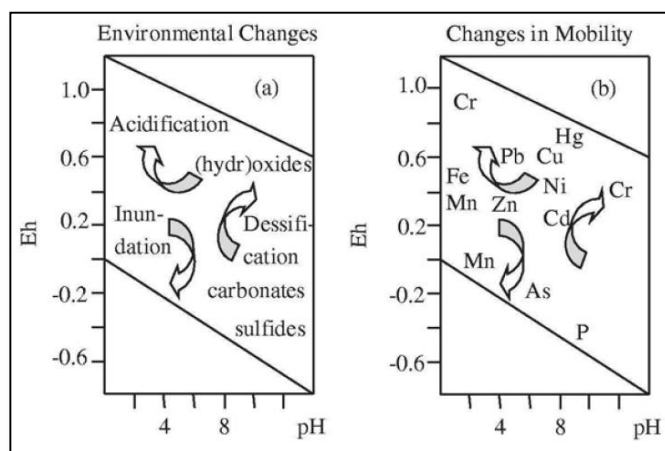 Environmental Changes
(a)
1.0
Acidification
0.6
(hydr)oxides
Inun-
dation
0.2
Dessifi-
cation
-0.2
carbonates
sulfides
-0.6
Eh
4 8 pH
Changes in Mobility
(b)
1.0
Cr
Hg
0.6
Pb Cu
Fe
Ni
Cr
Mn Zn
0.2
Cd
Mn
-0.2
As
P
-0.6
Eh
4 8 pH